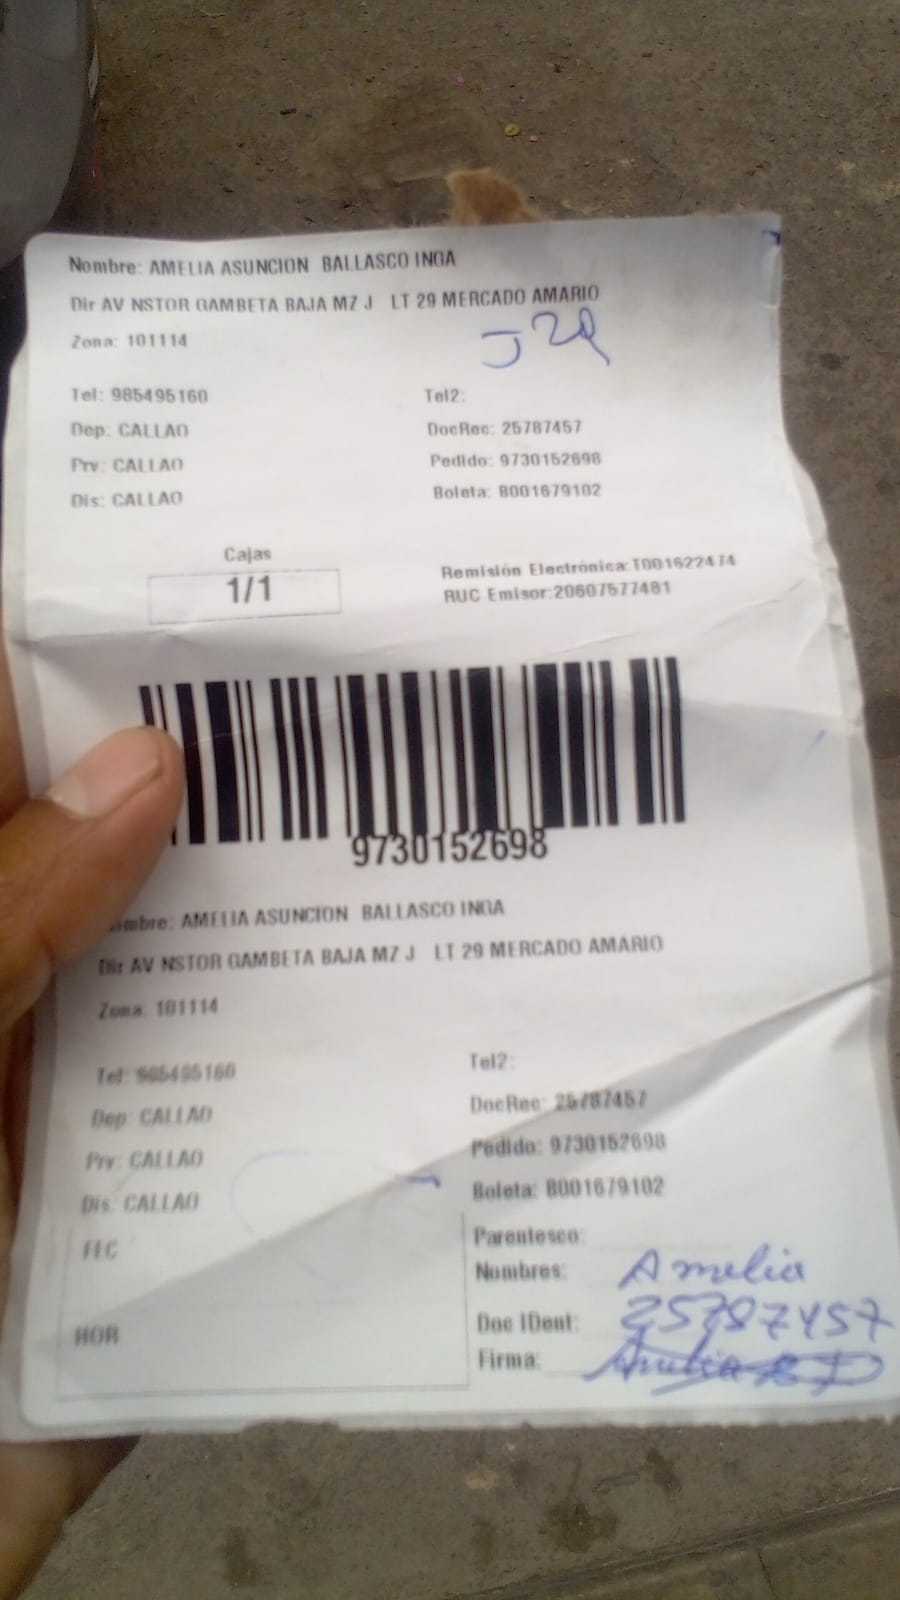 Nombre: AMELIA ASUNCION BALLASCO INGA
Dir AV NSTOR GAMBETA BAJA MZ J LT 29 MERCADO AMARIO
J 29
Zona: 101114
Tel: 985495160 Tel2:
Dep: CALLAO DocRec: 25787457
Prv: CALLAO Pedido: 9730152698
Dis: CALLAO Boleta: B001679102
Cajas
1/1
Remisión Electrónica:T001622474
RUC Emisor:20607577481
9730152698
mbre: AMELIA ASUNCION BALLASCO INGA
Dir AV NSTOR GAMBETA BAJA MZ J LT 29 MERCADO AMARIO
Zona: 101114
Tel: 985495160 Tel2:
Dep: CALLAO DocRec: 25787457
Prv: CALLAO Pedido: 9730152698
Dis: CALLAO Boleta: B001679102
FEC Parentesco:
Nombres: Amelia
HOR Doc IDent: 25787457
Firma: Amelia